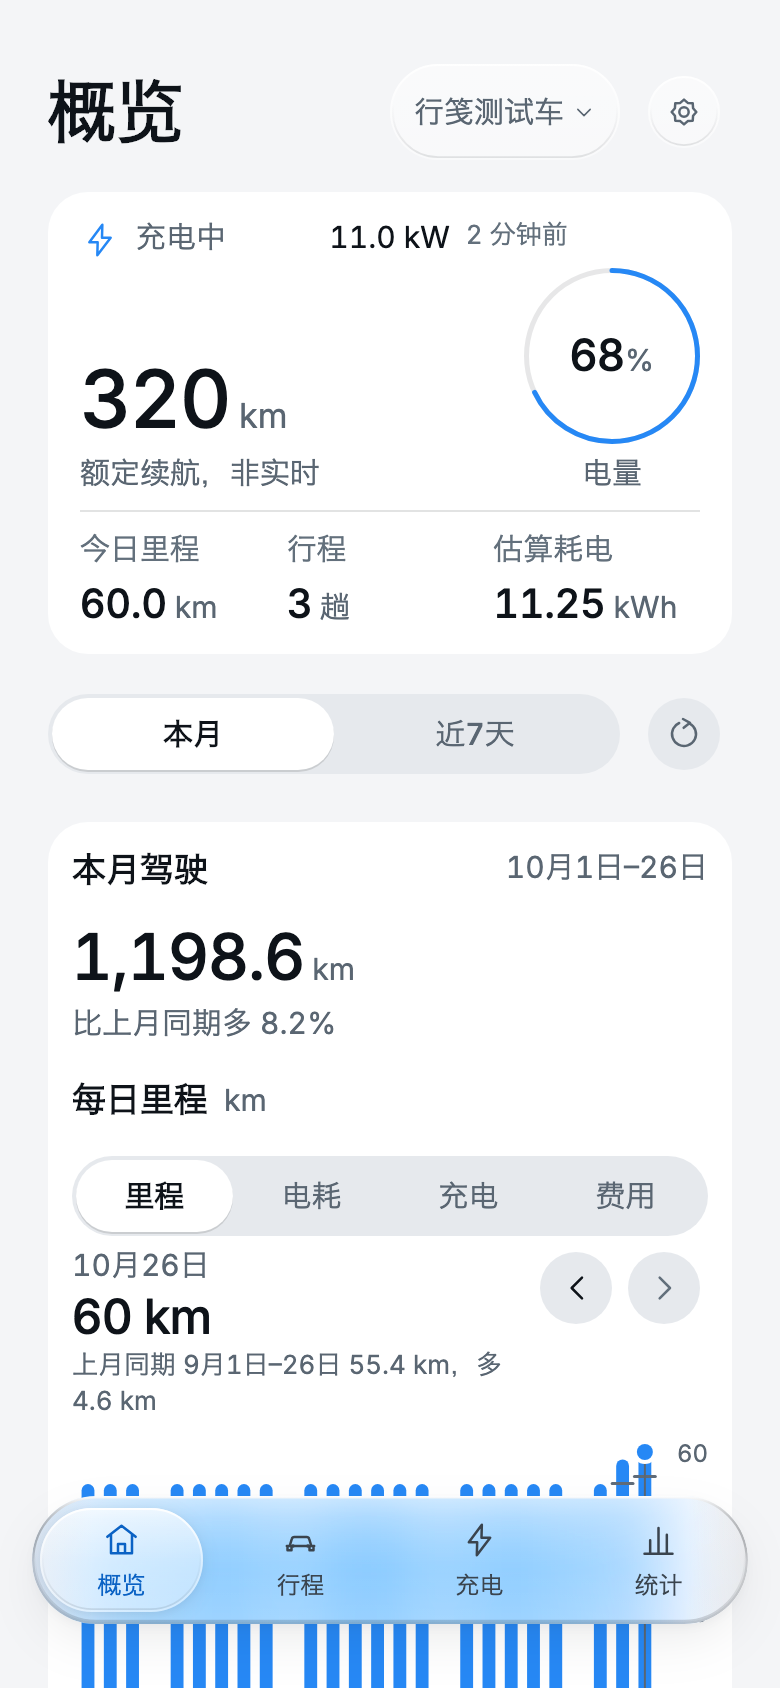 概览
行笺测试车
充电中
11.0 kW 2 分钟前
68%
320 km
额定续航，非实时
电量
今日里程
行程
估算耗电
60.0 km
3 趟
11.25 kWh
本月
近7天
本月驾驶
10月1日–26日
1,198.6 km
比上月同期多 8.2%
每日里程 km
里程
电耗
充电
费用
10月26日
60 km
上月同期 9月1日–26日 55.4 km，多
4.6 km
60
概览
行程
充电
统计